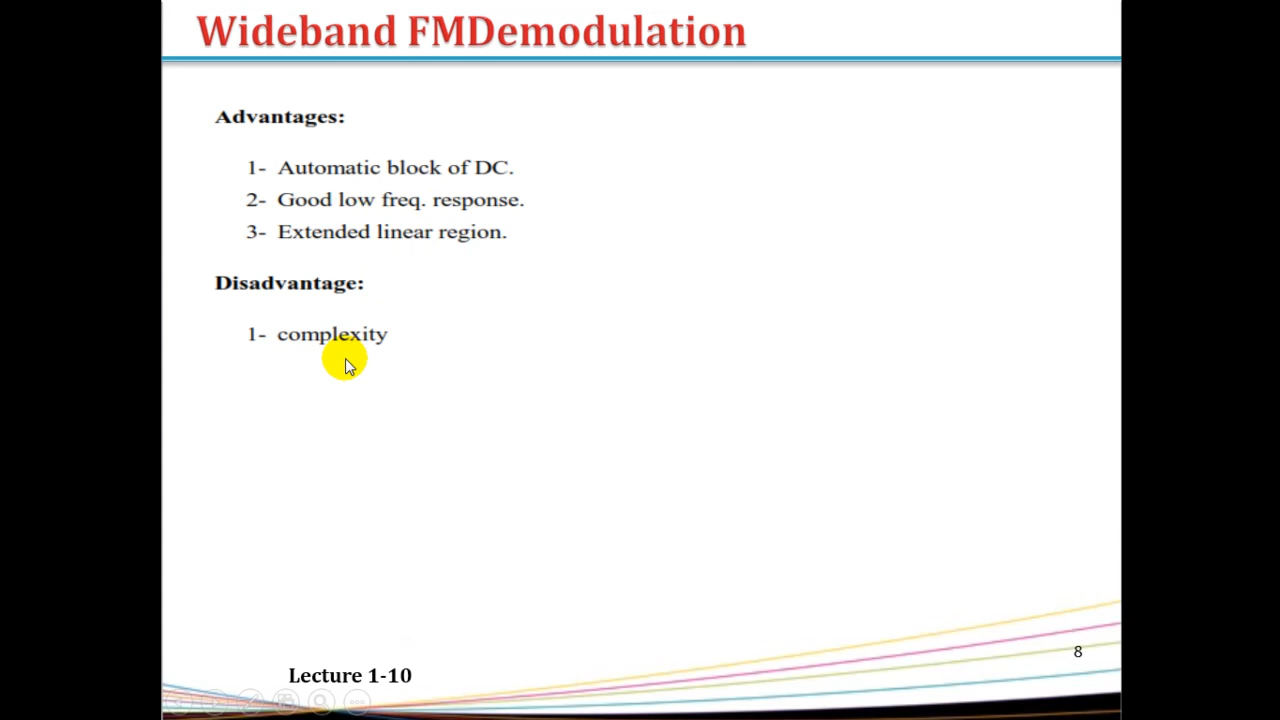 Wideband FMDemodulation
Advantages:
1- Automatic block of DC.
2- Good low freq. response.
3- Extended linear region.
Disadvantage:
1- complexity
8
Lecture 1-10